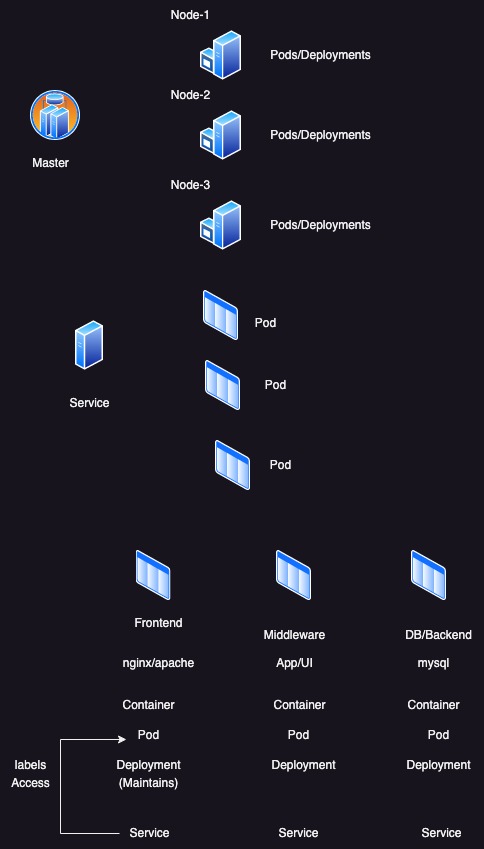 Node-1
Pods/Deployments
Node-2
Pods/Deployments
Master
Node-3
Pods/Deployments
Pod
Service
Pod
Pod
Frontend
Middleware
DB/Backend
nginx/apache
App/UI
mysql
Container
Container
Container
Pod
Pod
Pod
labels
Access
Deployment
(Maintains)
Deployment
Deployment
Service
Service
Service